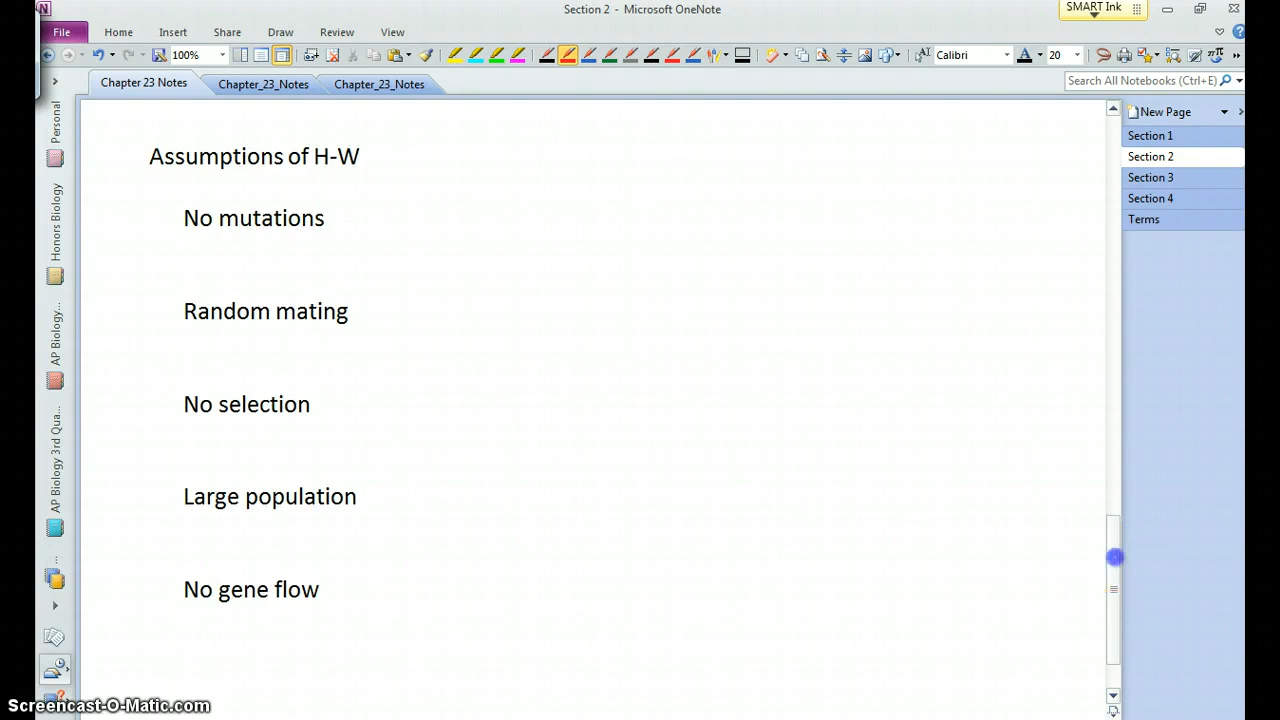 Section 2 - Microsoft OneNote
SMART Ink
File Home Insert Share Draw Review View
100%
Calibri
20
Chapter 23 Notes
Chapter_23_Notes
Chapter_23_Notes
Search All Notebooks (Ctrl+E)
Personal
Honors Biology
AP Biology...
AP Biology 3rd Qua...
New Page
Section 1
Section 2
Section 3
Section 4
Terms
Assumptions of H-W
No mutations
Random mating
No selection
Large population
No gene flow
Screencast-O-Matic.com